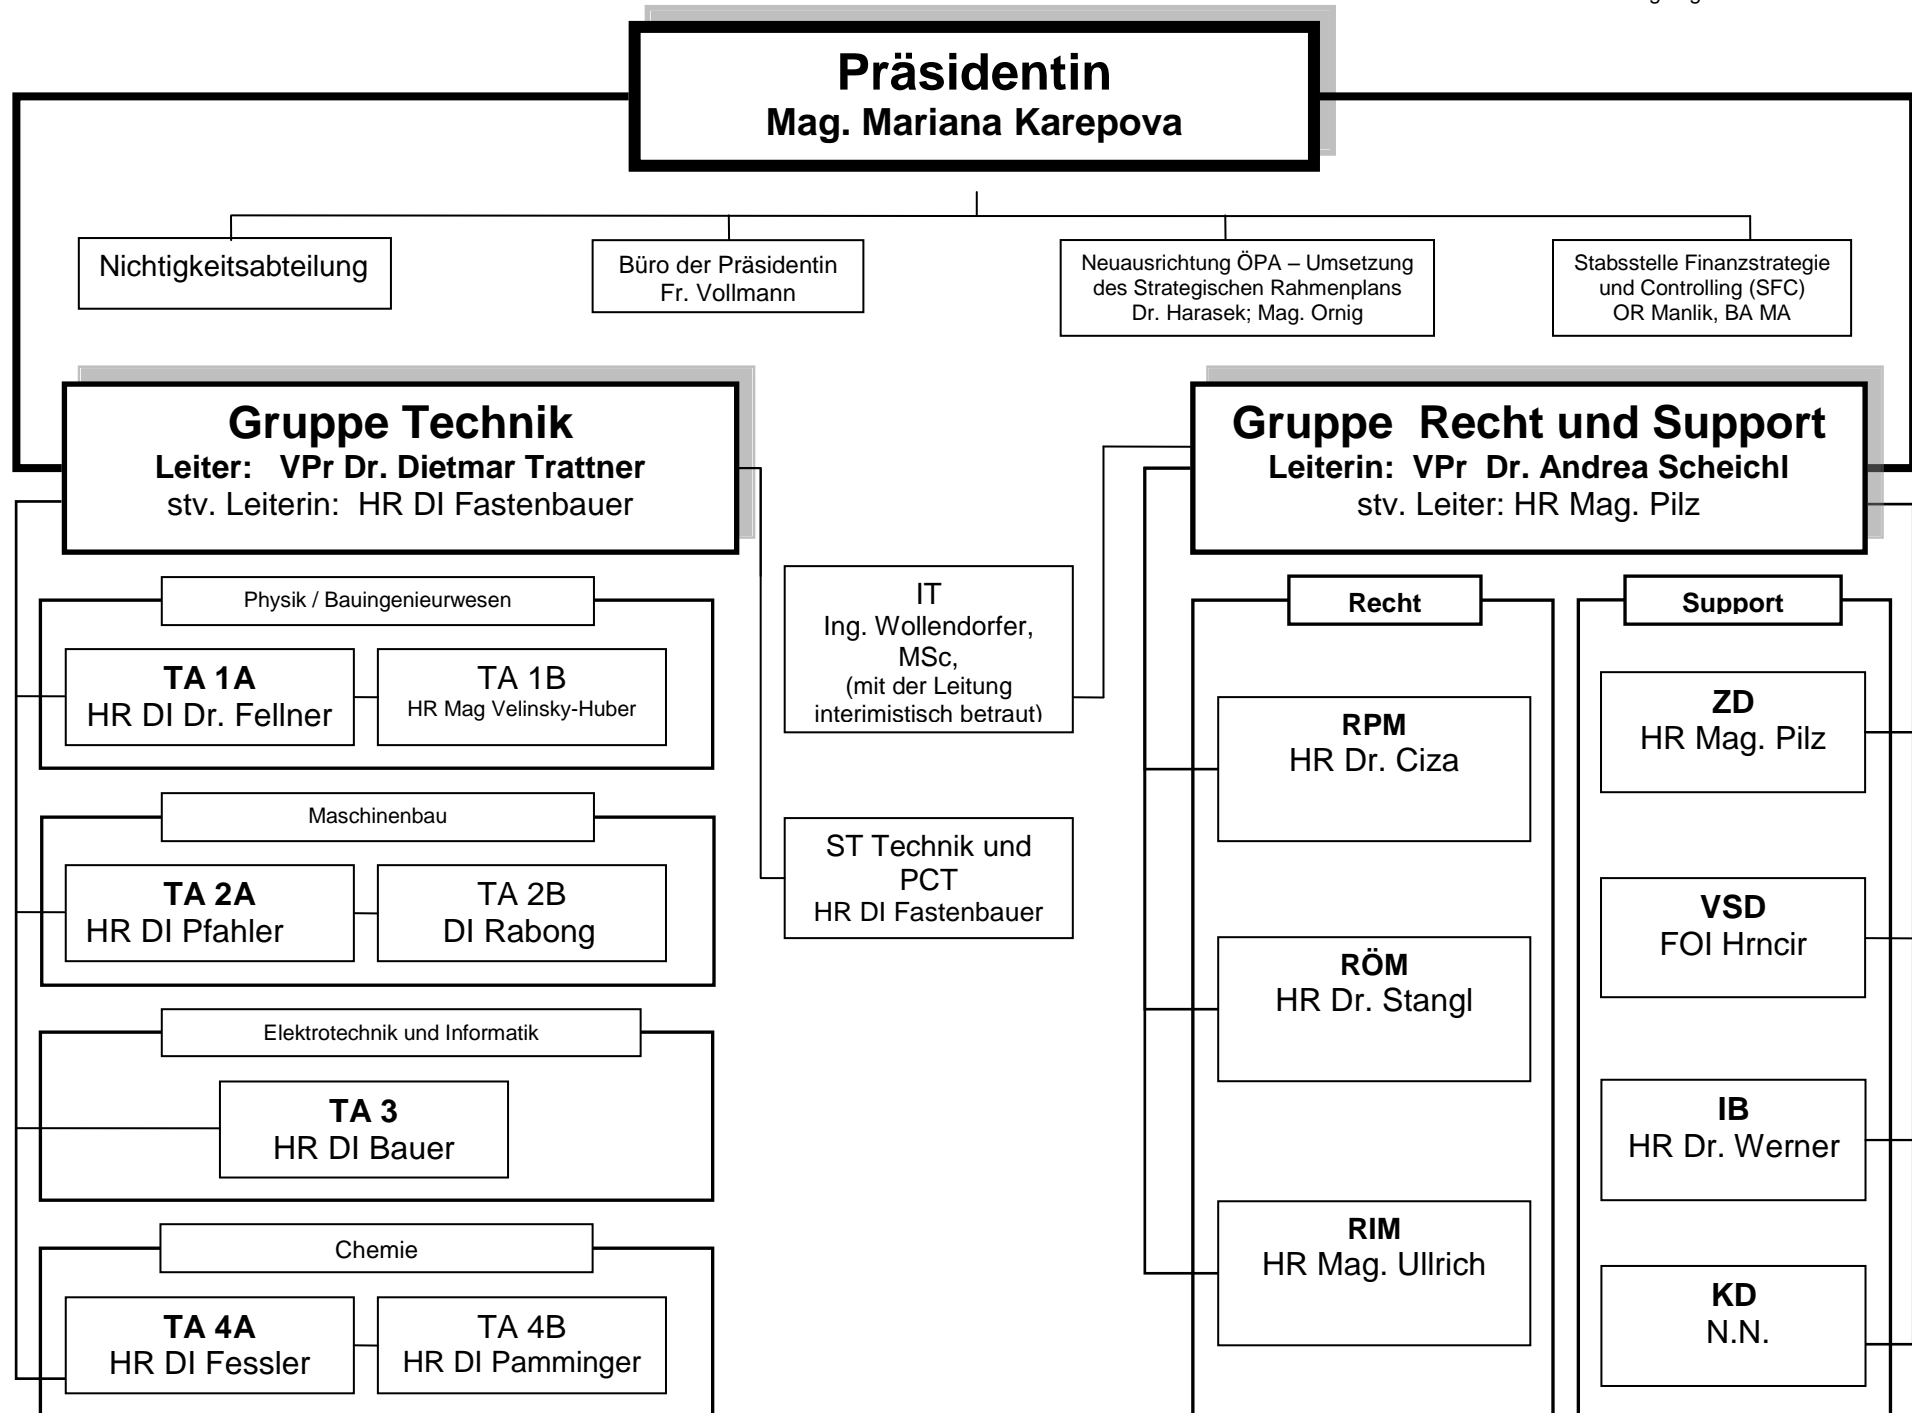 Präsidentin
Mag. Mariana Karepova
Nichtigkeitsabteilung
Büro der Präsidentin
Fr. Vollmann
Neuausrichtung ÖPA – Umsetzung
des Strategischen Rahmenplans
Dr. Harasek; Mag. Ornig
Stabsstelle Finanzstrategie
und Controlling (SFC)
OR Manlik, BA MA
Gruppe Technik
Leiter: VPr Dr. Dietmar Trattner
stv. Leiterin: HR DI Fastenbauer
Gruppe Recht und Support
Leiterin: VPr Dr. Andrea Scheichl
stv. Leiter: HR Mag. Pilz
Physik / Bauingenieurwesen
TA 1A
HR DI Dr. Fellner
TA 1B
HR Mag Velinsky-Huber
Maschinenbau
TA 2A
HR DI Pfahler
TA 2B
DI Rabong
Elektrotechnik und Informatik
TA 3
HR DI Bauer
Chemie
TA 4A
HR DI Fessler
TA 4B
HR DI Pamminger
IT
Ing. Wollendorfer,
MSc,
(mit der Leitung
interimistisch betraut)
ST Technik und
PCT
HR DI Fastenbauer
Recht
RPM
HR Dr. Ciza
RÖM
HR Dr. Stangl
RIM
HR Mag. Ullrich
Support
ZD
HR Mag. Pilz
VSD
FOI Hrncir
IB
HR Dr. Werner
KD
N.N.